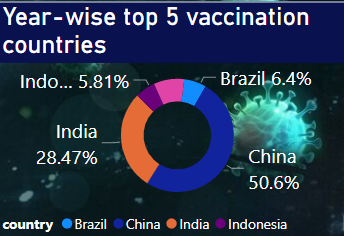 Year-wise top 5 vaccination
countries
Indo... 5.81%
Brazil 6.4%
India
28.47%
China
50.6%
country Brazil China India Indonesia